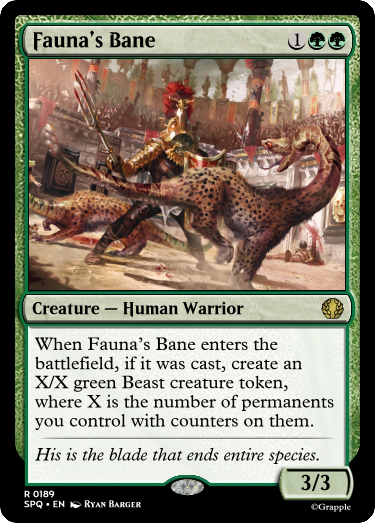 Fauna's Bane 1
Creature — Human Warrior
When Fauna's Bane enters the
battlefield, if it was cast, create an
X/X green Beast creature token,
where X is the number of permanents
you control with counters on them.
His is the blade that ends entire species.
3/3
R 0189
SPQ • EN Ryan Barger
©Grapple